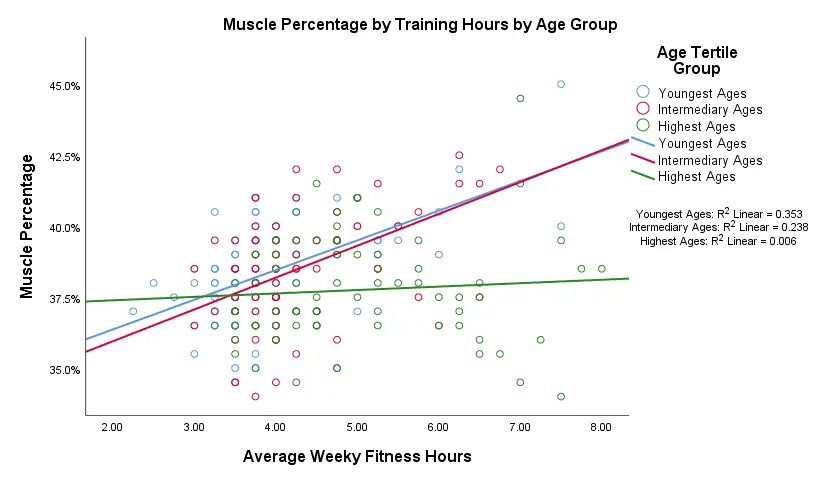 Muscle Percentage by Training Hours by Age Group
Age Tertile
Group
Youngest Ages
Intermediary Ages
Highest Ages
Youngest Ages
Intermediary Ages
Highest Ages
Youngest Ages: R² Linear = 0.353
Intermediary Ages: R² Linear = 0.238
Highest Ages: R² Linear = 0.006
Muscle Percentage
45.0%
42.5%
40.0%
37.5%
35.0%
2.00 3.00 4.00 5.00 6.00 7.00 8.00
Average Weeky Fitness Hours